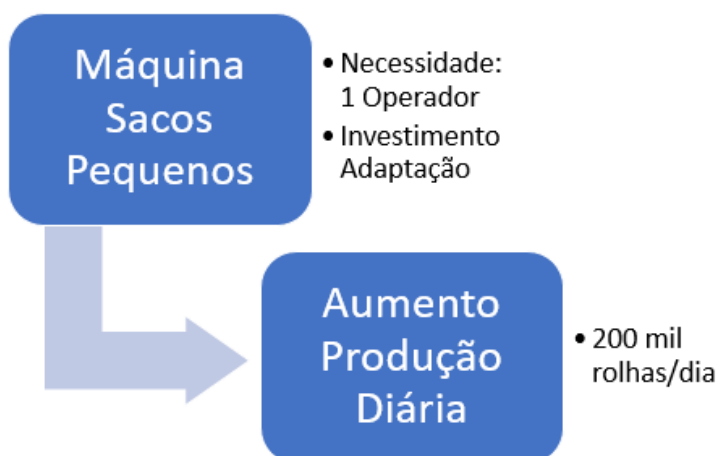 Máquina
Sacos
Pequenos
• Necessidade:
1 Operador
• Investimento
Adaptação
Aumento
Produção
Diária
• 200 mil
rolhas/dia